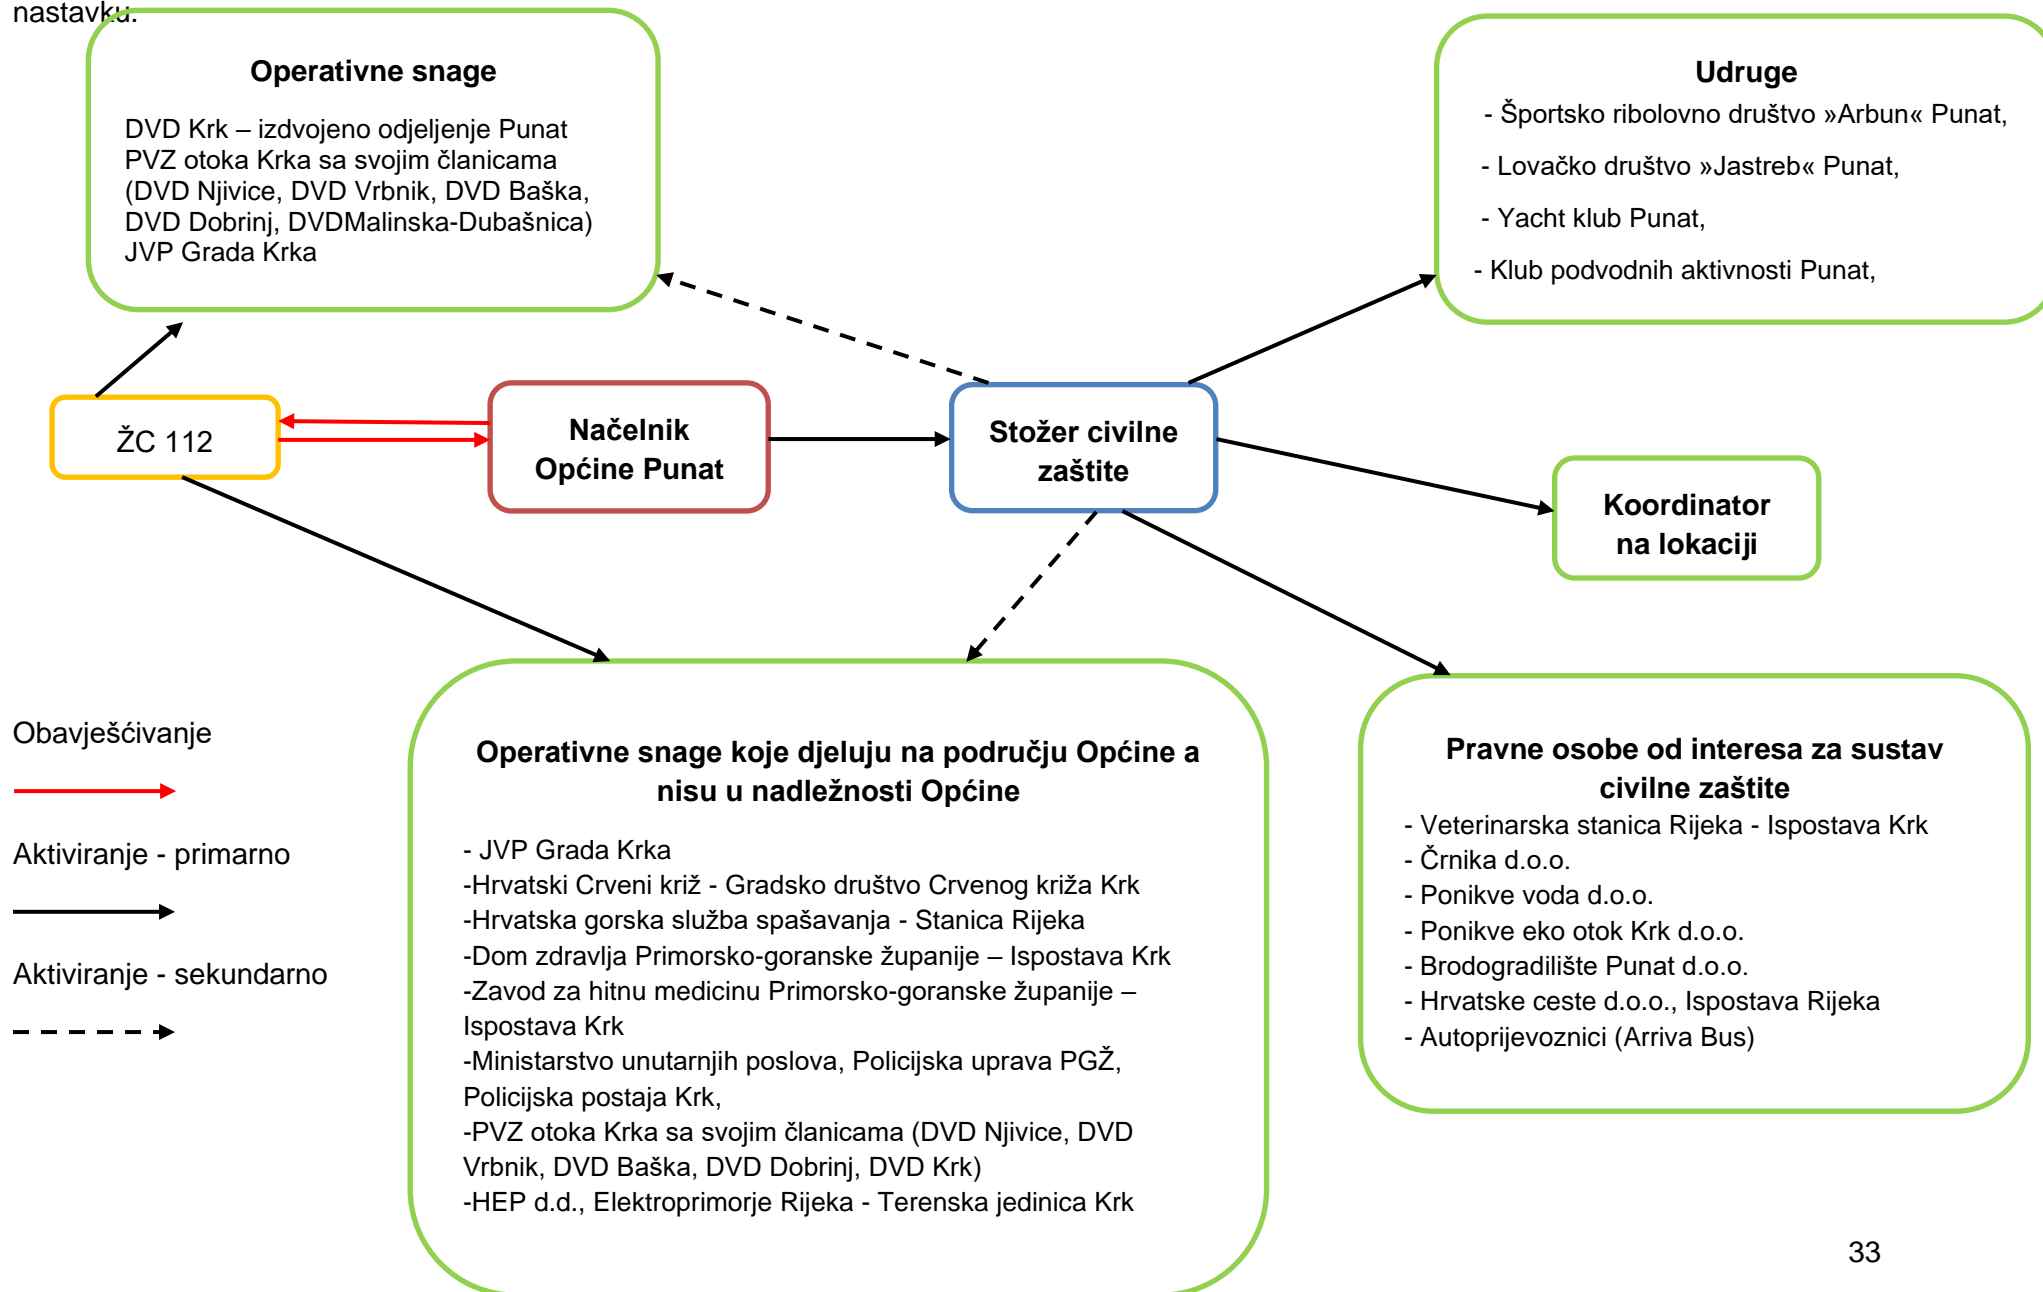 nastavku.
Operativne snage
DVD Krk – izdvojeno odjeljenje Punat
PVZ otoka Krka sa svojim članicama
(DVD Njivice, DVD Vrbnik, DVD Baška,
DVD Dobrinj, DVDMalinska-Dubašnica)
JVP Grada Krka
Udruge
- Športsko ribolovno društvo »Arbun« Punat,
- Lovačko društvo »Jastreb« Punat,
- Yacht klub Punat,
- Klub podvodnih aktivnosti Punat,
ŽC 112
Načelnik
Općine Punat
Stožer civilne
zaštite
Koordinator
na lokaciji
Obavješćivanje
Aktiviranje - primarno
Aktiviranje - sekundarno
Operativne snage koje djeluju na području Općine a
nisu u nadležnosti Općine
- JVP Grada Krka
-Hrvatski Crveni križ - Gradsko društvo Crvenog križa Krk
-Hrvatska gorska služba spašavanja - Stanica Rijeka
-Dom zdravlja Primorsko-goranske županije – Ispostava Krk
-Zavod za hitnu medicinu Primorsko-goranske županije –
Ispostava Krk
-Ministarstvo unutarnjih poslova, Policijska uprava PGŽ,
Policijska postaja Krk,
-PVZ otoka Krka sa svojim članicama (DVD Njivice, DVD
Vrbnik, DVD Baška, DVD Dobrinj, DVD Krk)
-HEP d.d., Elektroprimorje Rijeka - Terenska jedinica Krk
Pravne osobe od interesa za sustav
civilne zaštite
- Veterinarska stanica Rijeka - Ispostava Krk
- Črnika d.o.o.
- Ponikve voda d.o.o.
- Ponikve eko otok Krk d.o.o.
- Brodogradilište Punat d.o.o.
- Hrvatske ceste d.o.o., Ispostava Rijeka
- Autoprijevoznici (Arriva Bus)
33